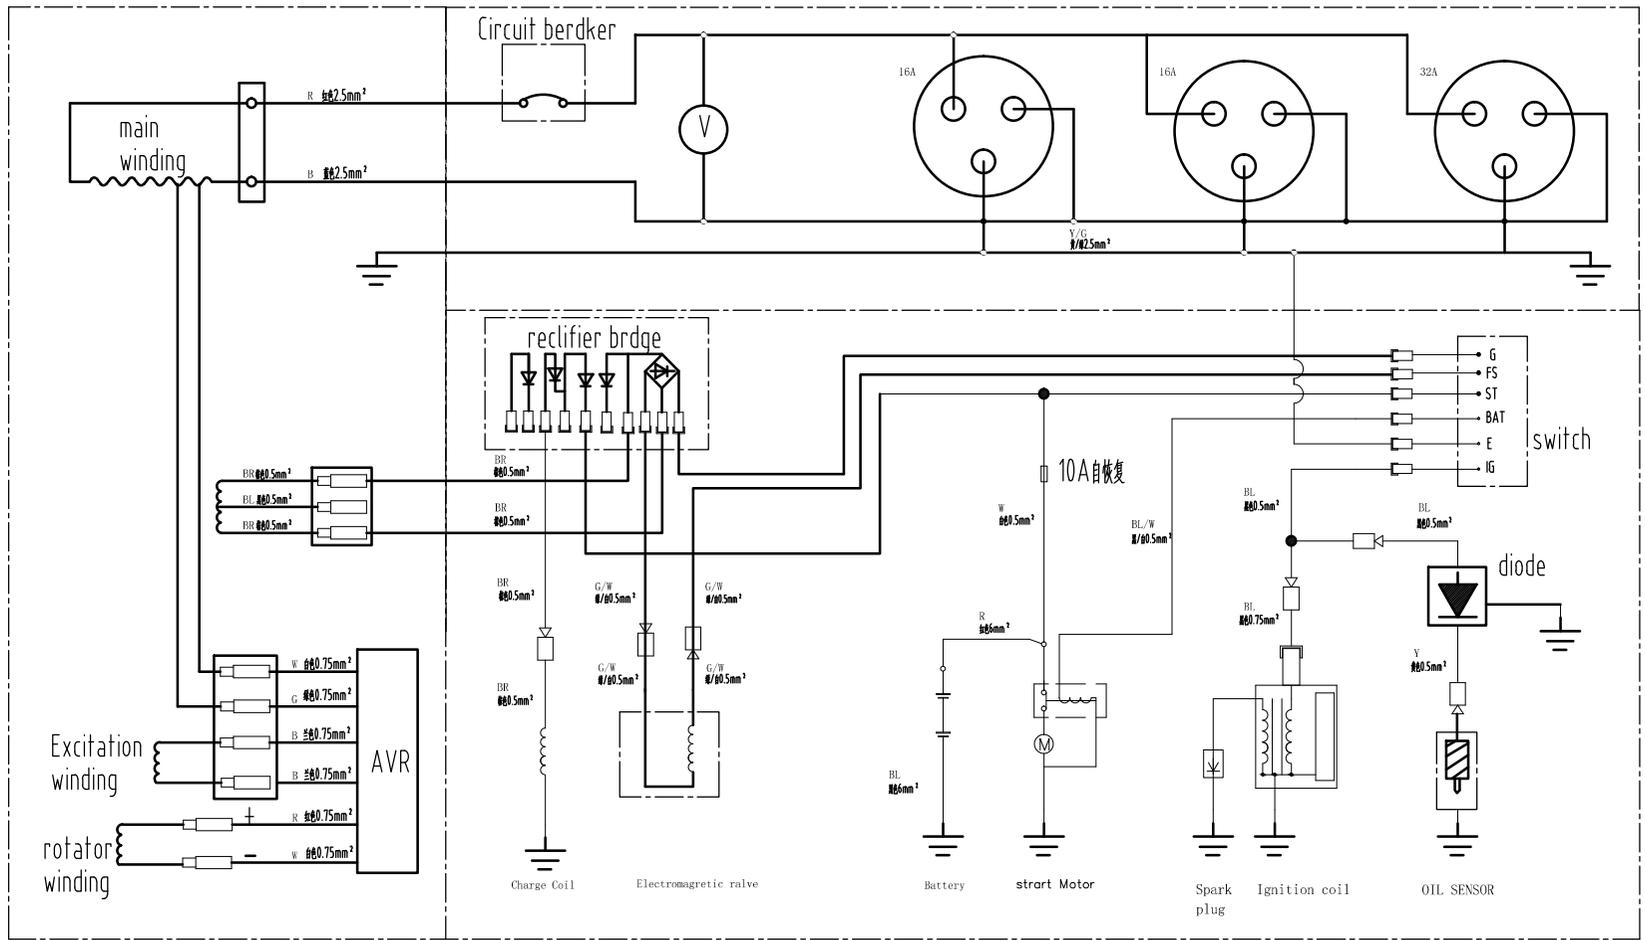 Circuit berdker
16A
16A
32A
R 红色2.5mm²
main
winding
V
B 蓝色2.5mm²
Y/G
黄/绿2.5mm²
reclifier brdge
G
FS
ST
BAT
E
IG
switch
BR 棕色0.5mm²
BL 黑色0.5mm²
BR 棕色0.5mm²
BR
棕色0.5mm²
BR
棕色0.5mm²
10A自恢复
W
白色0.5mm²
BL/W
黑/白0.5mm²
BL
黑色0.5mm²
BL
黑色0.5mm²
diode
BR
棕色0.5mm²
G/W
绿/白0.5mm²
G/W
绿/白0.5mm²
R
红色6mm²
BL
黑色0.75mm²
Y
黄色0.5mm²
W 白色0.75mm²
G 绿色0.75mm²
B 兰色0.75mm²
B 兰色0.75mm²
+
R 红色0.75mm²
-
W 白色0.75mm²
AVR
Excitation
winding
rotator
winding
BR
棕色0.5mm²
G/W
绿/白0.5mm²
G/W
绿/白0.5mm²
M
BL
黑色6mm²
Charge Coil
Electromagretic ralve
Battery
strart Motor
Spark
plug
Ignition coil
OIL SENSOR